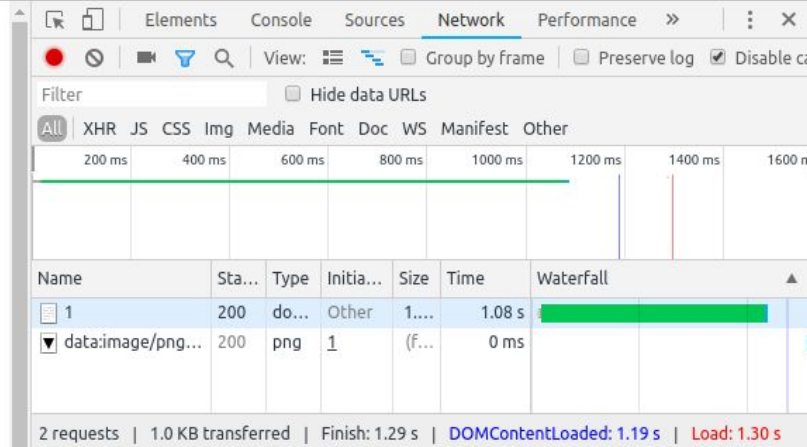 Elements Console Sources Network Performance »
View: Group by frame Preserve log Disable ca
Filter Hide data URLs
All XHR JS CSS Img Media Font Doc WS Manifest Other
200 ms 400 ms 600 ms 800 ms 1000 ms 1200 ms 1400 ms 1600 m
Name Sta... Type Initia... Size Time Waterfall
1 200 do... Other 1.... 1.08 s
data:image/png... 200 png 1 (f... 0 ms
2 requests | 1.0 KB transferred | Finish: 1.29 s | DOMContentLoaded: 1.19 s | Load: 1.30 s